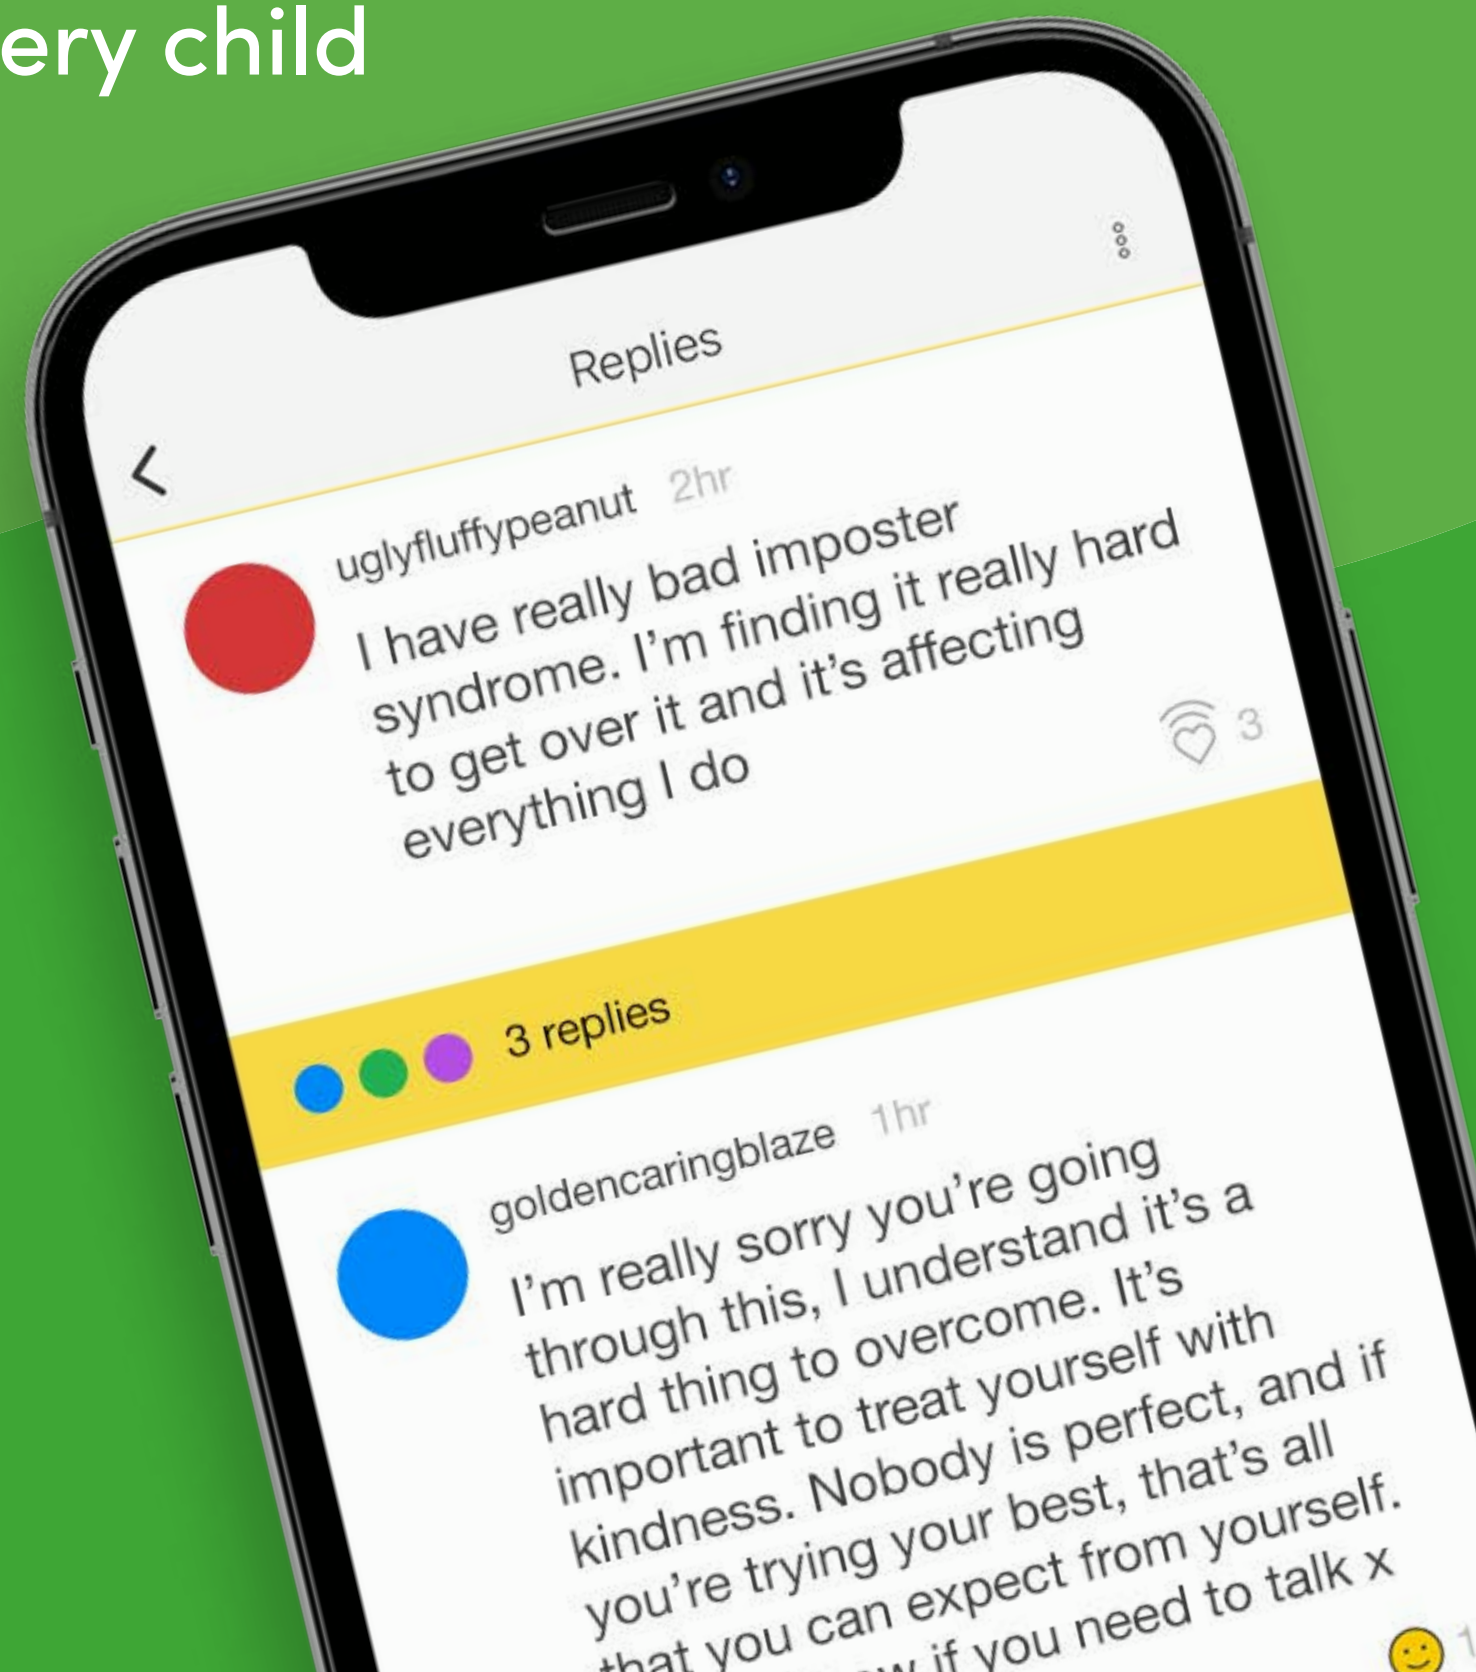 ery child
Replies
uglyfluffypeanut 2hr
I have really bad imposter
syndrome. I'm finding it really hard
to get over it and it's affecting
everything I do
3
3 replies
goldencaringblaze 1hr
I'm really sorry you're going
through this, I understand it's a
hard thing to overcome. It's
important to treat yourself with
kindness. Nobody is perfect, and if
you're trying your best, that's all
that you can expect from yourself.
if you need to talk x